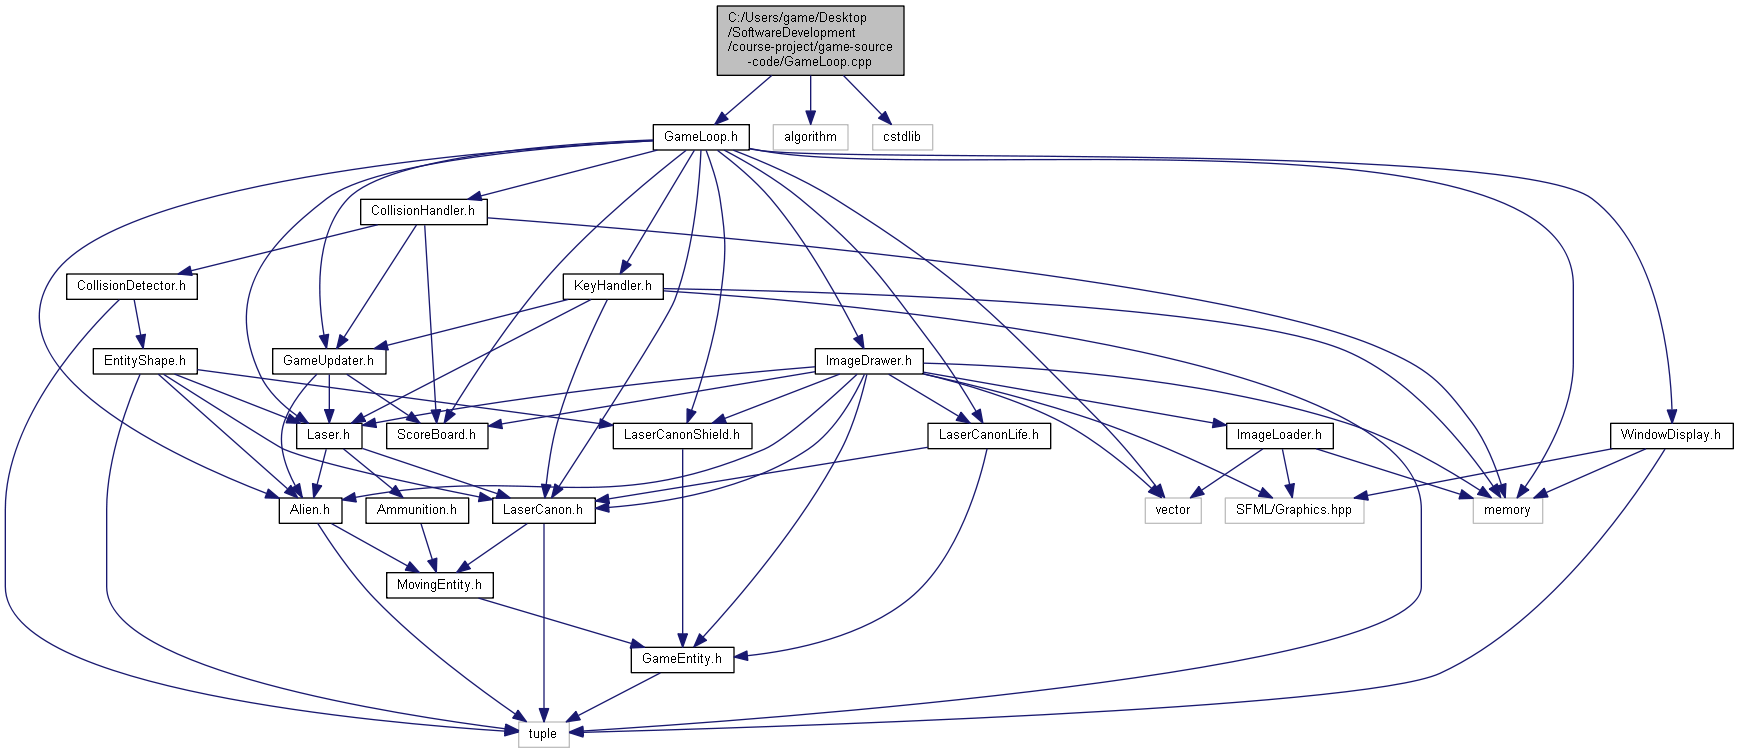 C:/Users/game/Desktop
/SoftwareDevelopment
/course-project/game-source
-code/GameLoop.cpp
GameLoop.h
algorithm
cstdlib
CollisionHandler.h
CollisionDetector.h
KeyHandler.h
EntityShape.h
GameUpdater.h
ImageDrawer.h
Laser.h
ScoreBoard.h
LaserCanonShield.h
LaserCanonLife.h
ImageLoader.h
WindowDisplay.h
Alien.h
Ammunition.h
LaserCanon.h
vector
SFML/Graphics.hpp
memory
MovingEntity.h
GameEntity.h
tuple